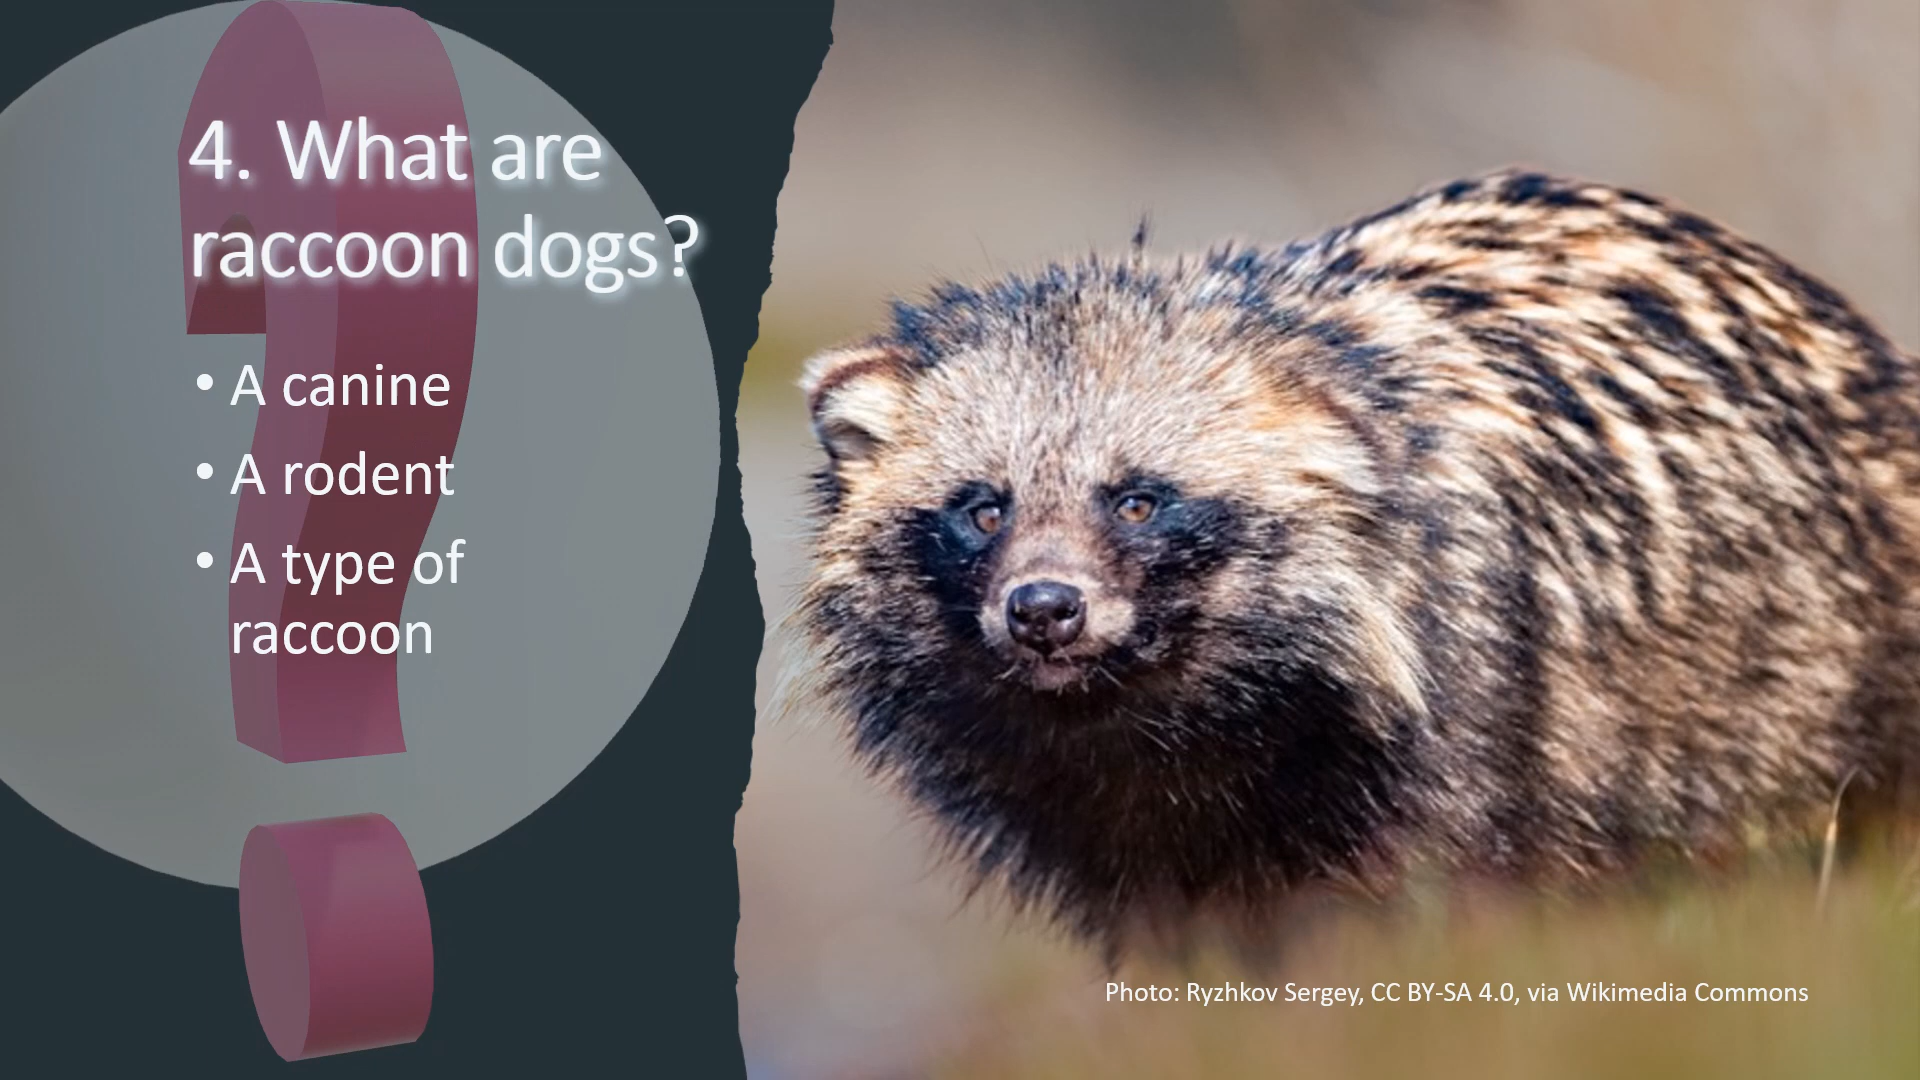 4. What are
raccoon dogs?
• A canine
• A rodent
• A type of
raccoon
Photo: Ryzhkov Sergey, CC BY-SA 4.0, via Wikimedia Commons